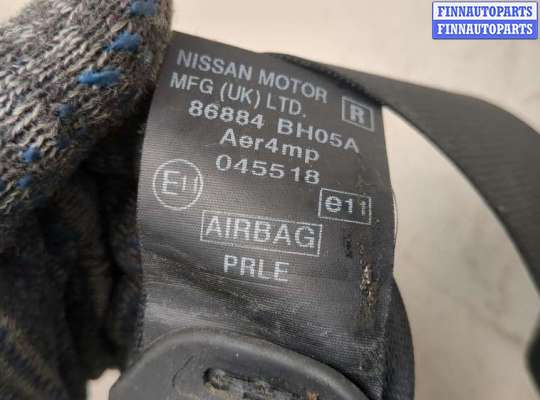 FINNAUTOPARTS
FINNAUTOPARTS
NISSAN MOTOR
MFG (UK) LTD. R
86884 BH05A
Aer4mp
045518
E11 e11
AIRBAG
PRLE